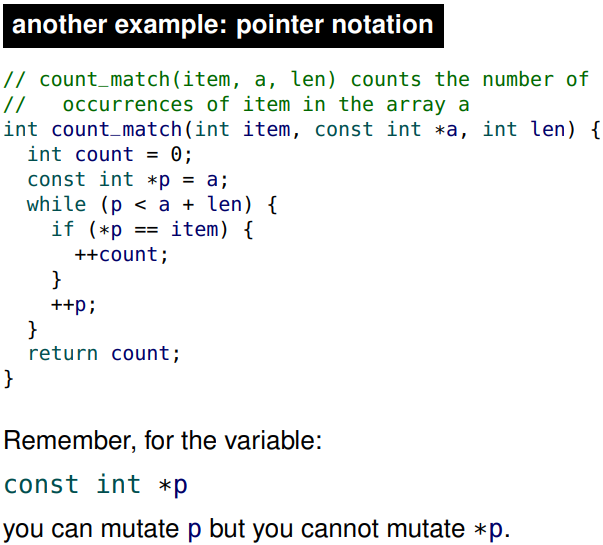 another example: pointer notation
// count_match(item, a, len) counts the number of
//   occurrences of item in the array a
int count_match(int item, const int *a, int len) {
  int count = 0;
  const int *p = a;
  while (p < a + len) {
    if (*p == item) {
      ++count;
    }
    ++p;
  }
  return count;
}
Remember, for the variable:
const int *p
you can mutate p but you cannot mutate *p.